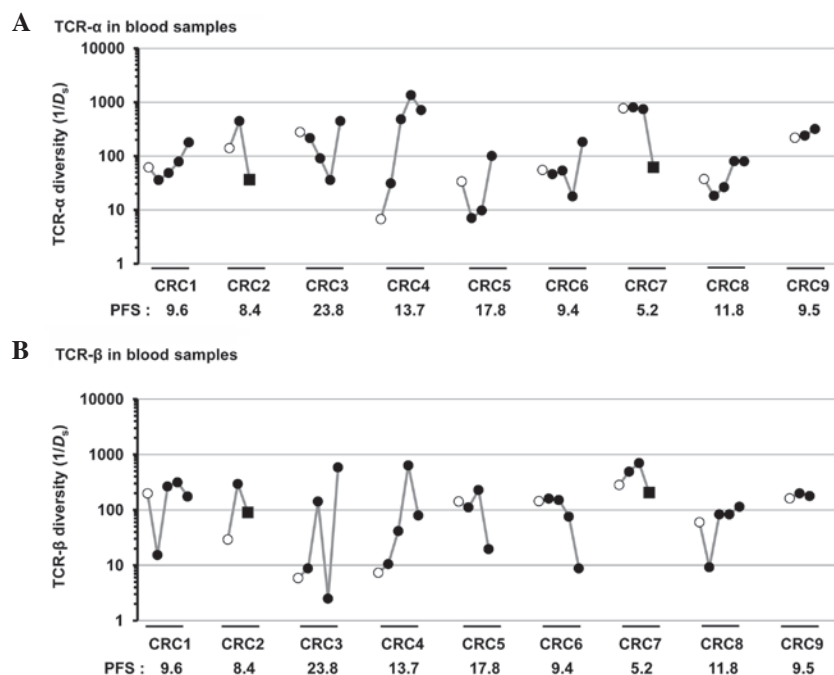 A TCR-α in blood samples
TCR-α diversity (1/Ds)
10000
1000
100
10
1
CRC1 CRC2 CRC3 CRC4 CRC5 CRC6 CRC7 CRC8 CRC9
PFS : 9.6 8.4 23.8 13.7 17.8 9.4 5.2 11.8 9.5
B TCR-β in blood samples
TCR-β diversity (1/Ds)
10000
1000
100
10
1
CRC1 CRC2 CRC3 CRC4 CRC5 CRC6 CRC7 CRC8 CRC9
PFS : 9.6 8.4 23.8 13.7 17.8 9.4 5.2 11.8 9.5